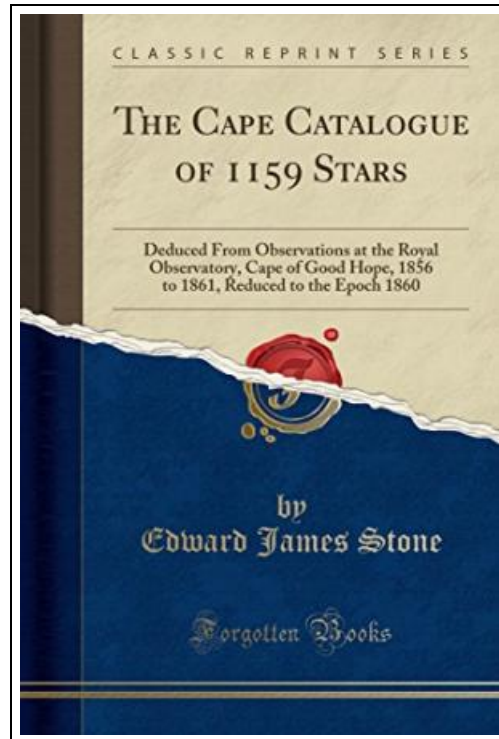 CLASSIC REPRINT SERIES
THE CAPE CATALOGUE
OF 1159 STARS
Deduced From Observations at the Royal
Observatory, Cape of Good Hope, 1856
to 1861, Reduced to the Epoch 1860
by
Edward James Stone
Forgotten Books